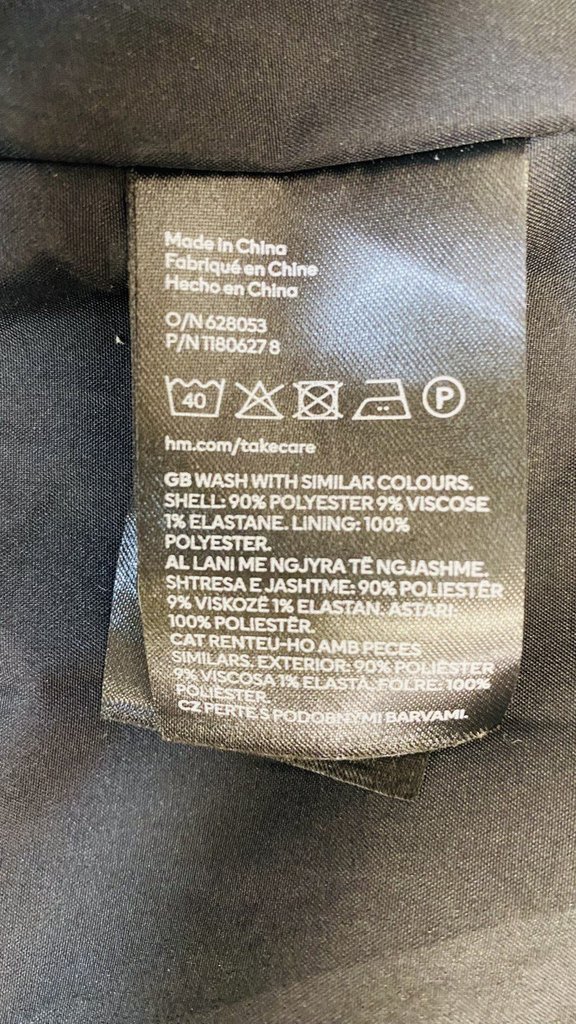 Made in China
Fabriqué en Chine
Hecho en China
O/N 628053
P/N 1180627 8
40
P
hm.com/takecare
GB WASH WITH SIMILAR COLOURS.
SHELL: 90% POLYESTER 9% VISCOSE
1% ELASTANE. LINING: 100%
POLYESTER.
AL LANI ME NGJYRA TË NGJASHME.
SHTRESA E JASHTME: 90% POLIESTËR
9% VISKOZË 1% ELASTAN. ASTARI:
100% POLIESTËR.
CAT RENTEU-HO AMB PECES
SIMILARS. EXTERIOR: 90% POLIÈSTER
9% VISCOSA 1% ELASTÀ. FOLRE: 100%
POLIÈSTER.
CZ PERTE S PODOBNÝMI BARVAMI.